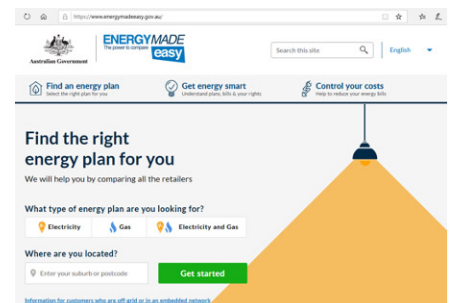 https://www.energymadeeasy.gov.au/
Australian Government
ENERGYMADE
The power to compare
easy
Search this site
English
Find an energy plan
Select the right plan for you
Get energy smart
Understand plans, bills & your rights
Control your costs
Help to reduce your energy bills
Find the right
energy plan for you
We will help you by comparing all the retailers
What type of energy plan are you looking for?
Electricity
Gas
Electricity and Gas
Where are you located?
Enter your suburb or postcode
Get started
Information for customers who are off grid or in an embedded network